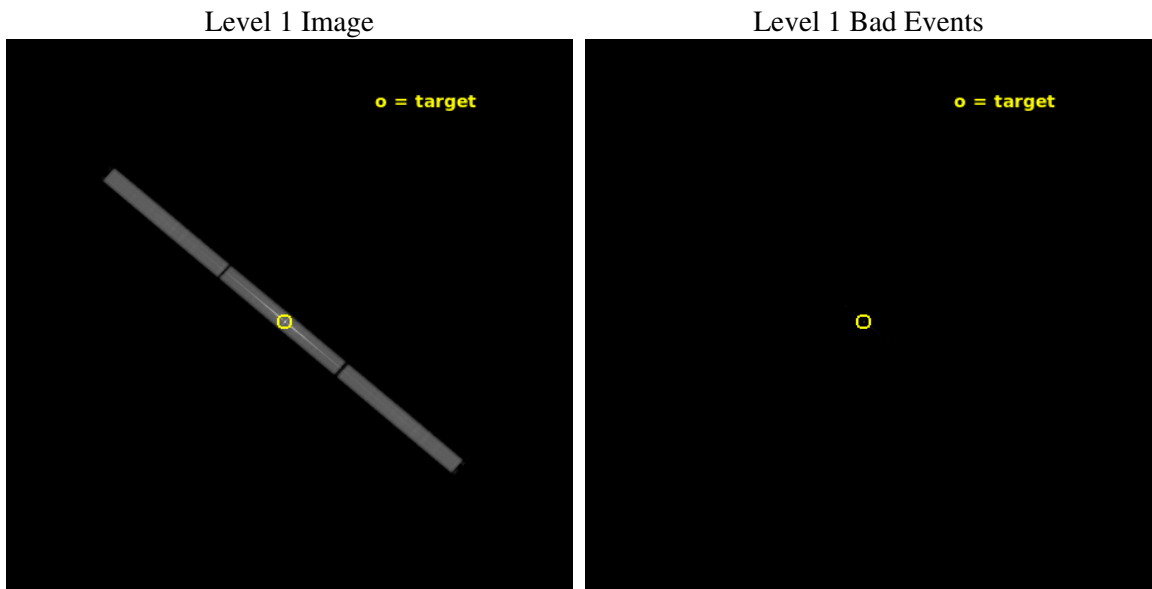 Level 1 Image
Level 1 Bad Events
o = target
o = target